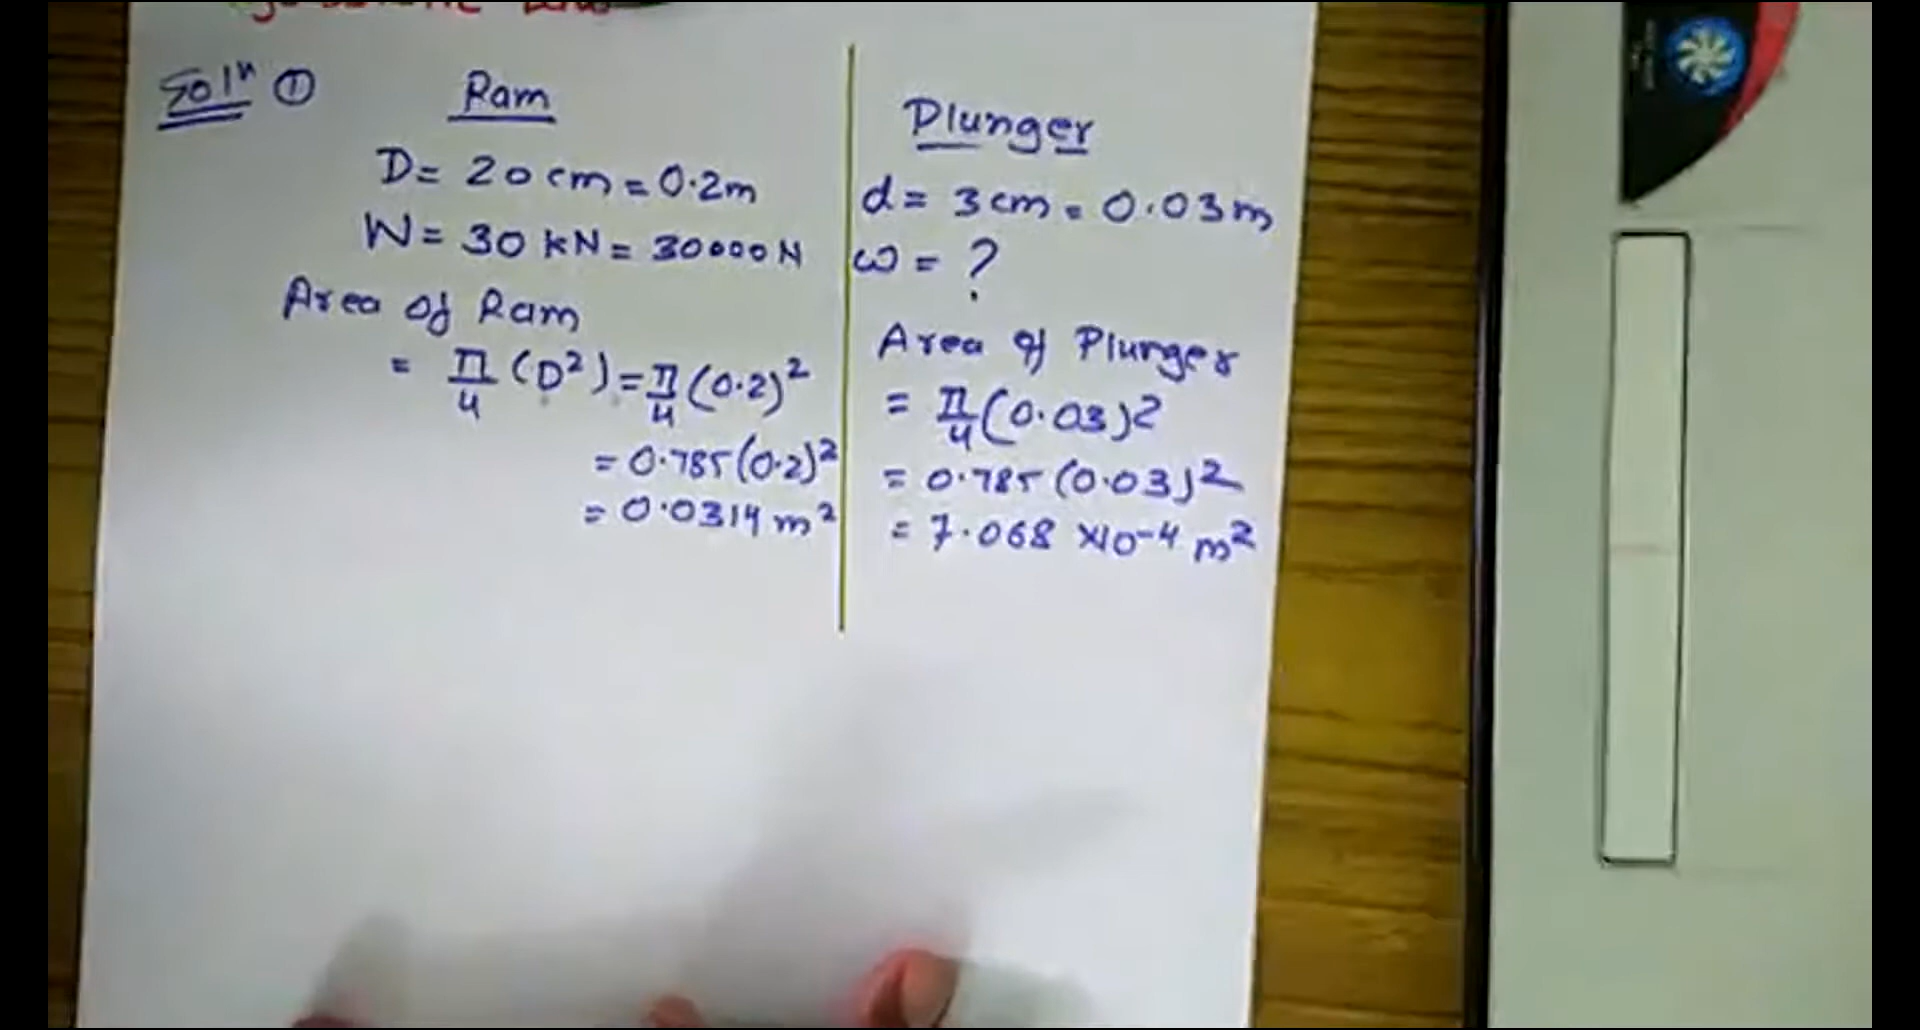 Solⁿ ①
Ram
D = 20 cm = 0.2m
W = 30 kN = 30000 N
Area of Ram
= π/4 (D²) = π/4 (0.2)²
= 0.785 (0.2)²
= 0.0314 m²
Plunger
d = 3 cm = 0.03 m
ω = ?
Area of Plunger
= π/4 (0.03)²
= 0.785 (0.03)²
= 7.068 ×10⁻⁴ m²